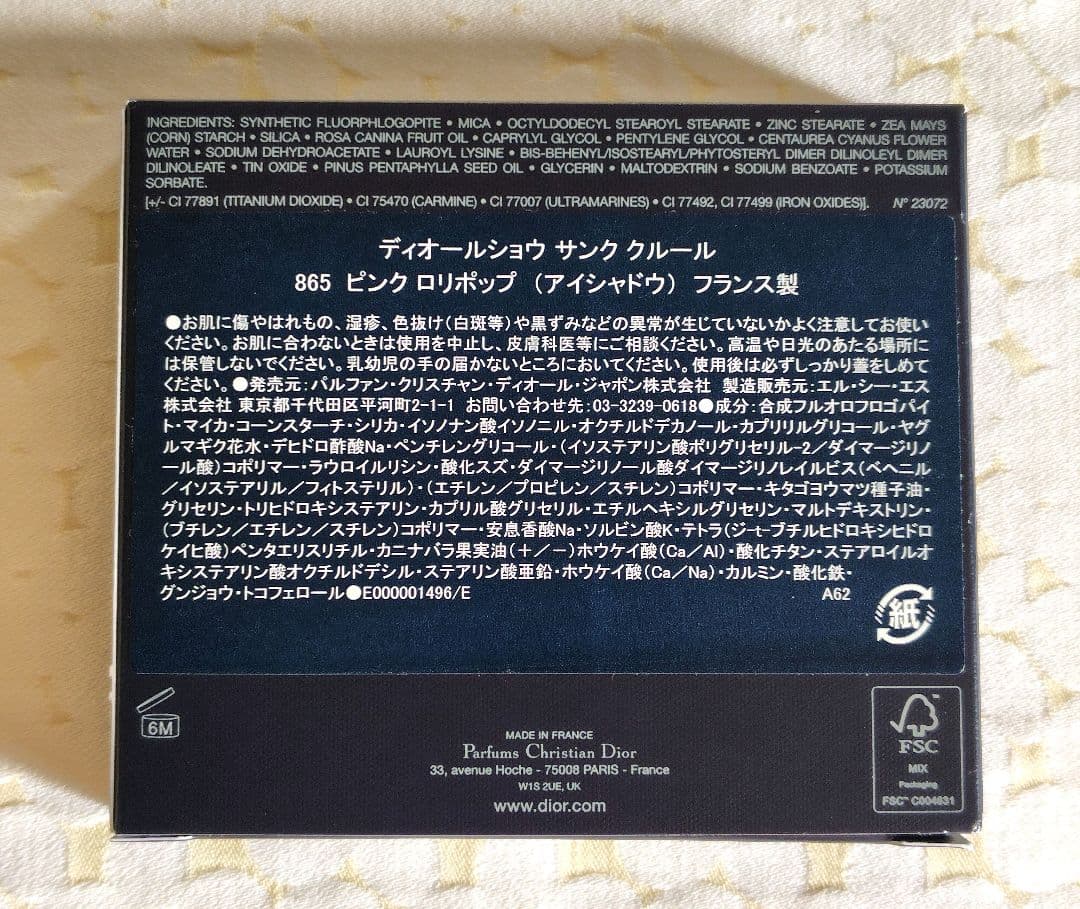 INGREDIENTS: SYNTHETIC FLUORPHLOGOPITE • MICA • OCTYLDODECYL STEAROYL STEARATE • ZINC STEARATE • ZEA MAYS
(CORN) STARCH • SILICA • ROSA CANINA FRUIT OIL • CAPRYLYL GLYCOL • PENTYLENE GLYCOL • CENTAUREA CYANUS FLOWER
WATER • SODIUM DEHYDROACETATE • LAUROYL LYSINE • BIS-BEHENYL/ISOSTEARYL/PHYTOSTERYL DIMER DILINOLEYL DIMER
DILINOLEATE • TIN OXIDE • PINUS PENTAPHYLLA SEED OIL • GLYCERIN • MALTODEXTRIN • SODIUM BENZOATE • POTASSIUM
SORBATE.
[+/- CI 77891 (TITANIUM DIOXIDE) • CI 75470 (CARMINE) • CI 77007 (ULTRAMARINES) • CI 77492, CI 77499 (IRON OXIDES)]. N° 23072
ディオールショウ サンク クルール
865 ピンク ロリポップ （アイシャドウ） フランス製
●お肌に傷やはれもの、湿疹、色抜け(白斑等)や黒ずみなどの異常が生じていないかよく注意してお使い
ください。お肌に合わないときは使用を中止し、皮膚科医等にご相談ください。高温や日光のあたる場所に
は保管しないでください。乳幼児の手の届かないところにおいてください。使用後は必ずしっかり蓋をしめて
ください。●発売元：パルファン・クリスチャン・ディオール・ジャポン株式会社 製造販売元：エル・シー・エス
株式会社 東京都千代田区平河町2-1-1 お問い合わせ先：03-3239-0618●成分：合成フルオロフロゴパイ
ト・マイカ・コーンスターチ・シリカ・イソノナン酸イソノニル・オクチルドデカノール・カプリリルグリコール・ヤグ
ルマギク花水・デヒドロ酢酸Na・ペンチレングリコール・(イソステアリン酸ポリグリセリル-2／ダイマージリノ
ール酸)コポリマー・ラウロイルリシン・酸化スズ・ダイマージリノール酸ダイマージリノレイルビス(ベヘニル
／イソステアリル／フィトステリル)・(エチレン／プロピレン／スチレン)コポリマー・キタゴヨウマツ種子油・
グリセリン・トリヒドロキシステアリン・カプリル酸グリセリル・エチルヘキシルグリセリン・マルトデキストリン・
(ブチレン／エチレン／スチレン)コポリマー・安息香酸Na・ソルビン酸K・テトラ(ジ-t-ブチルヒドロキシヒドロ
ケイヒ酸)ペンタエリスリチル・カニナバラ果実油(＋／－)ホウケイ酸(Ca／Al)・酸化チタン・ステアロイルオ
キシステアリン酸オクチルドデシル・ステアリン酸亜鉛・ホウケイ酸(Ca／Na)・カルミン・酸化鉄・
グンジョウ・トコフェロール●E000001496/E A62
紙
6M
MADE IN FRANCE
Parfums Christian Dior
33, avenue Hoche - 75008 PARIS - France
W1S 2UE, UK
www.dior.com
FSC
MIX
Packaging
FSC™ C004631